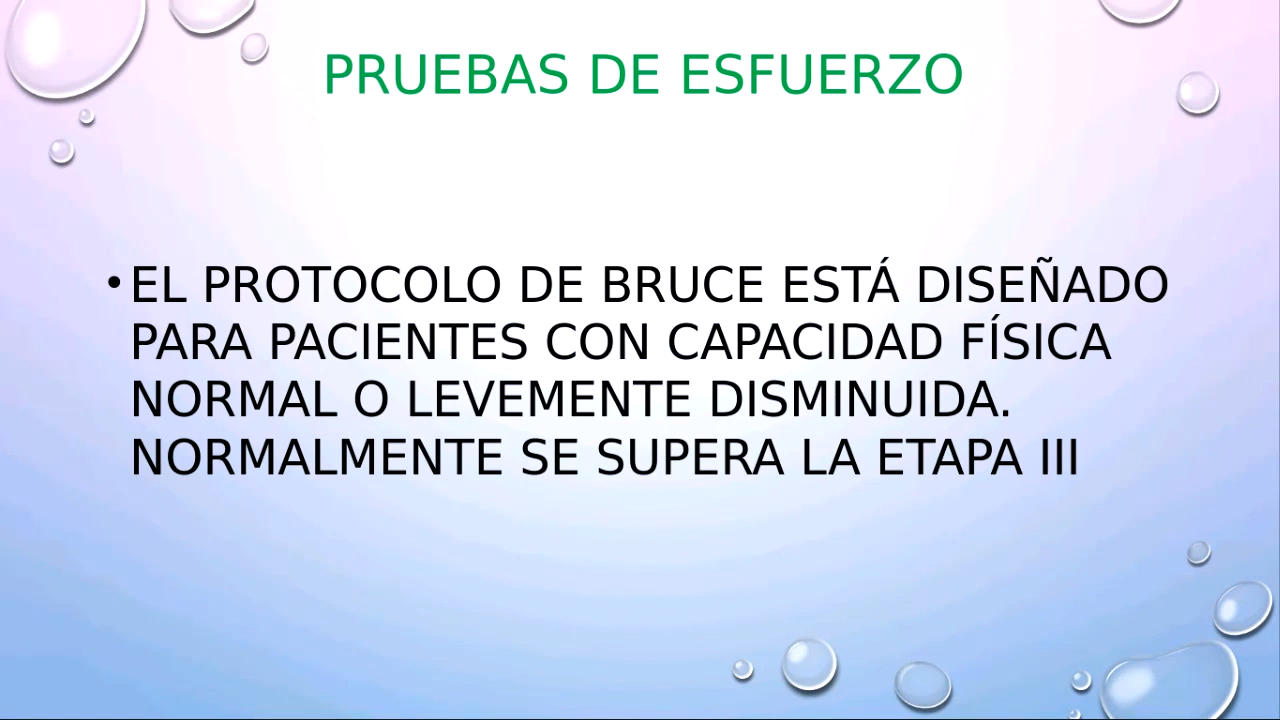 PRUEBAS DE ESFUERZO
• EL PROTOCOLO DE BRUCE ESTÁ DISEÑADO
PARA PACIENTES CON CAPACIDAD FÍSICA
NORMAL O LEVEMENTE DISMINUIDA.
NORMALMENTE SE SUPERA LA ETAPA III